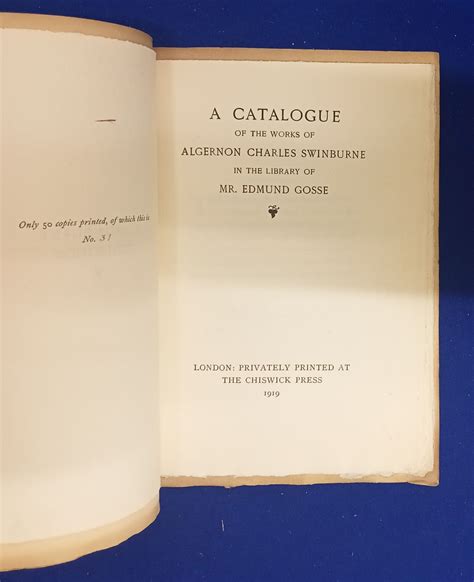 Only 50 copies printed, of which this is
No. 3
A CATALOGUE
OF THE WORKS OF
ALGERNON CHARLES SWINBURNE
IN THE LIBRARY OF
MR. EDMUND GOSSE
LONDON: PRIVATELY PRINTED AT
THE CHISWICK PRESS
1919